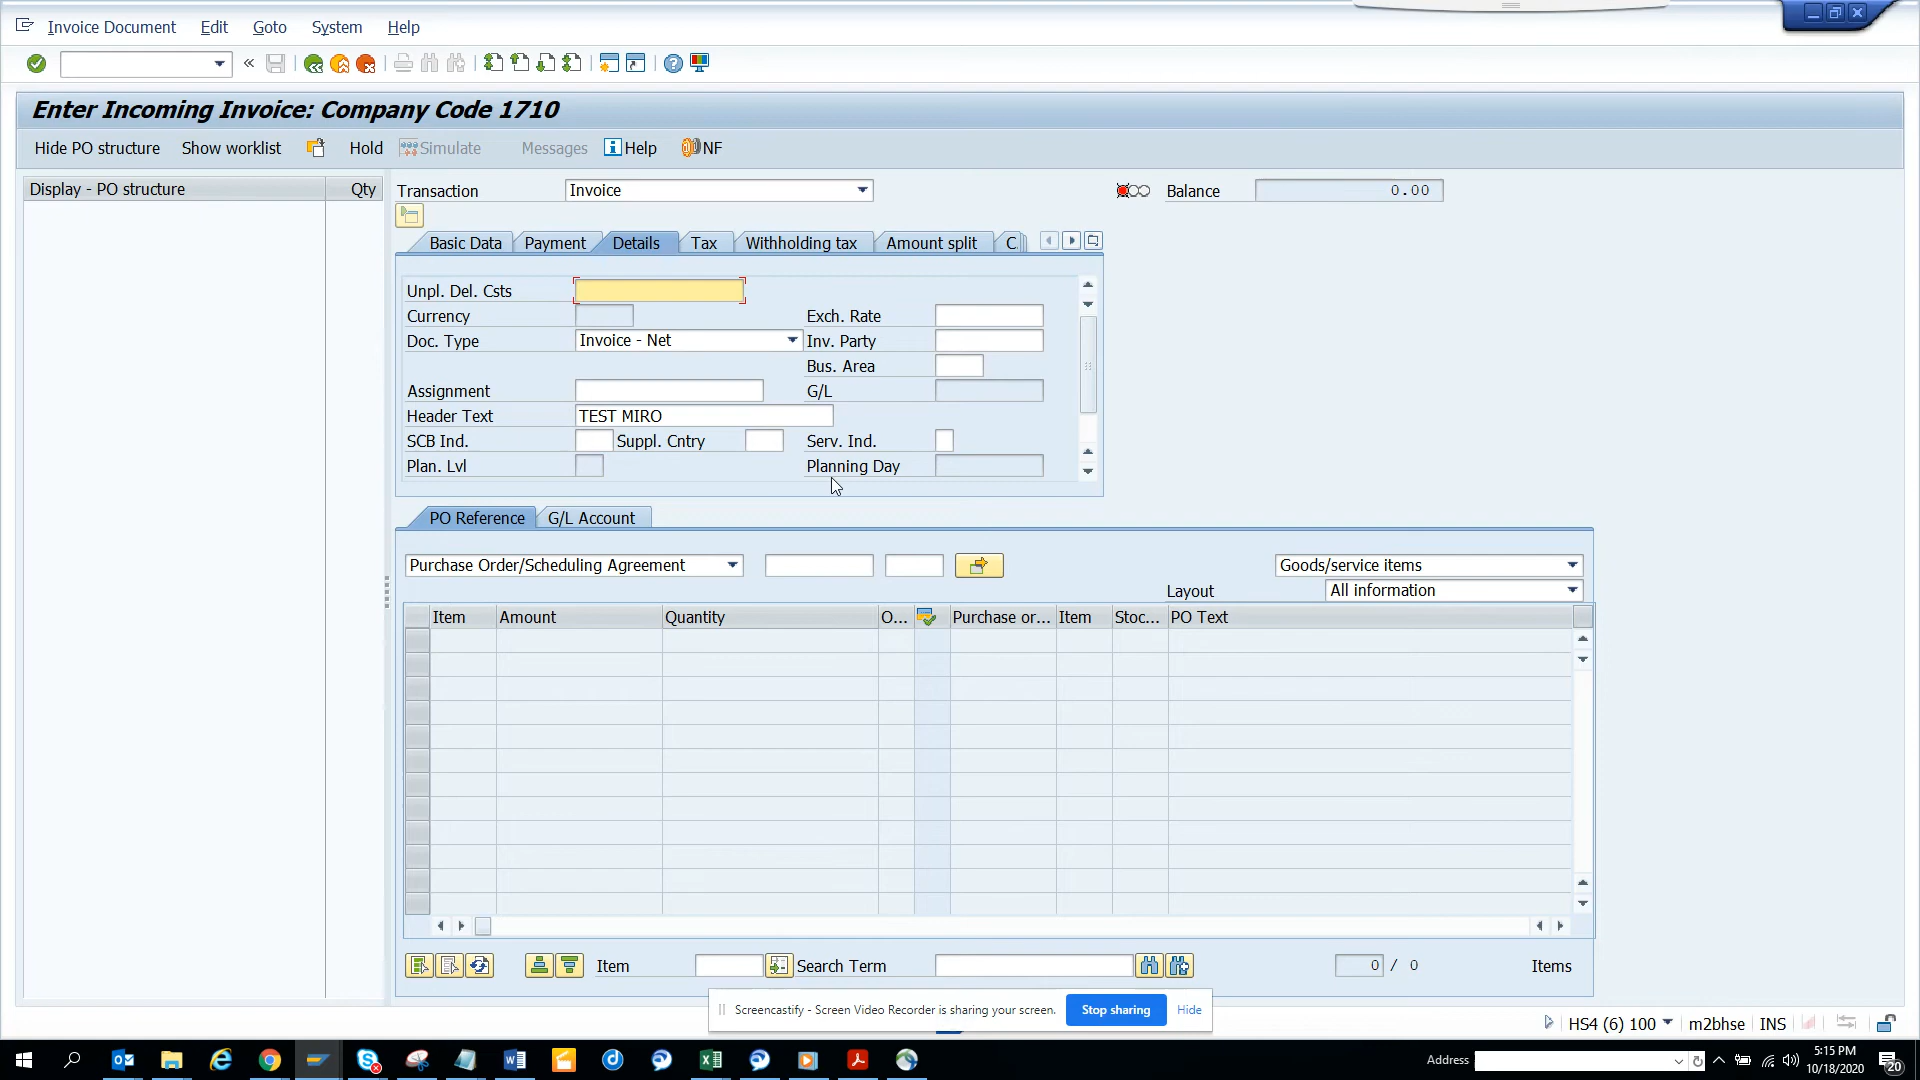 Invoice Document Edit Goto System Help
«
Enter Incoming Invoice: Company Code 1710
Hide PO structure Show worklist Hold Simulate Messages Help NF
Display - PO structure Qty
Transaction Invoice Balance 0.00
Basic Data Payment Details Tax Withholding tax Amount split C
Unpl. Del. Csts
Currency Exch. Rate
Doc. Type Invoice - Net Inv. Party
Bus. Area
Assignment G/L
Header Text TEST MIRO
SCB Ind. Suppl. Cntry Serv. Ind.
Plan. Lvl Planning Day
PO Reference G/L Account
Purchase Order/Scheduling Agreement Goods/service items
Layout All information
Item Amount Quantity O... Purchase or... Item Stoc... PO Text
Item Search Term 0 / 0 Items
Screencastify - Screen Video Recorder is sharing your screen. Stop sharing Hide
HS4 (6) 100 m2bhse INS
Address 5:15 PM
10/18/2020 20